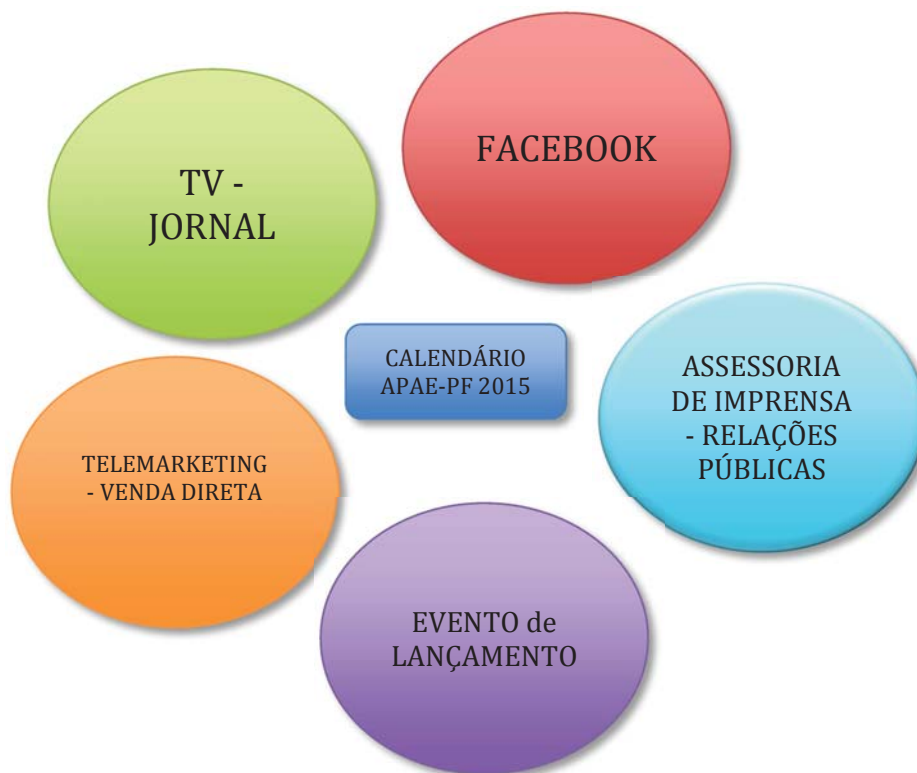 FACEBOOK
TV -
JORNAL
CALENDÁRIO
APAE-PF 2015
ASSESSORIA
DE IMPRENSA
- RELAÇÕES
PÚBLICAS
TELEMARKETING
- VENDA DIRETA
EVENTO de
LANÇAMENTO